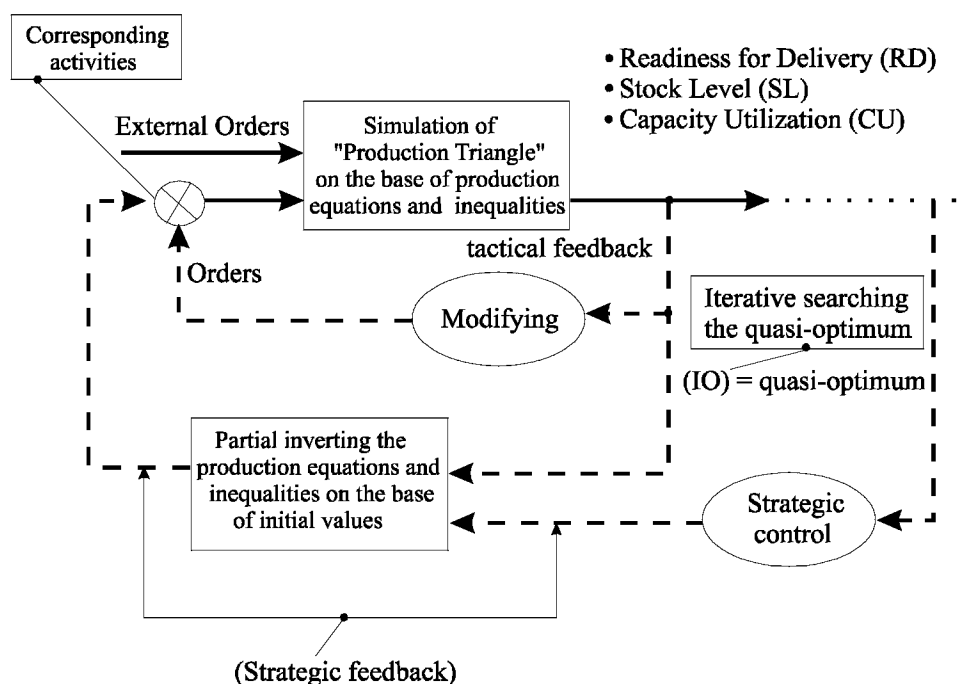 Corresponding
activities
• Readiness for Delivery (RD)
• Stock Level (SL)
• Capacity Utilization (CU)
External Orders
Simulation of
"Production Triangle"
on the base of production
equations and inequalities
tactical feedback
Orders
Modifying
Iterative searching
the quasi-optimum
(IO) = quasi-optimum
Partial inverting the
production equations and
inequalities on the base
of initial values
Strategic
control
(Strategic feedback)